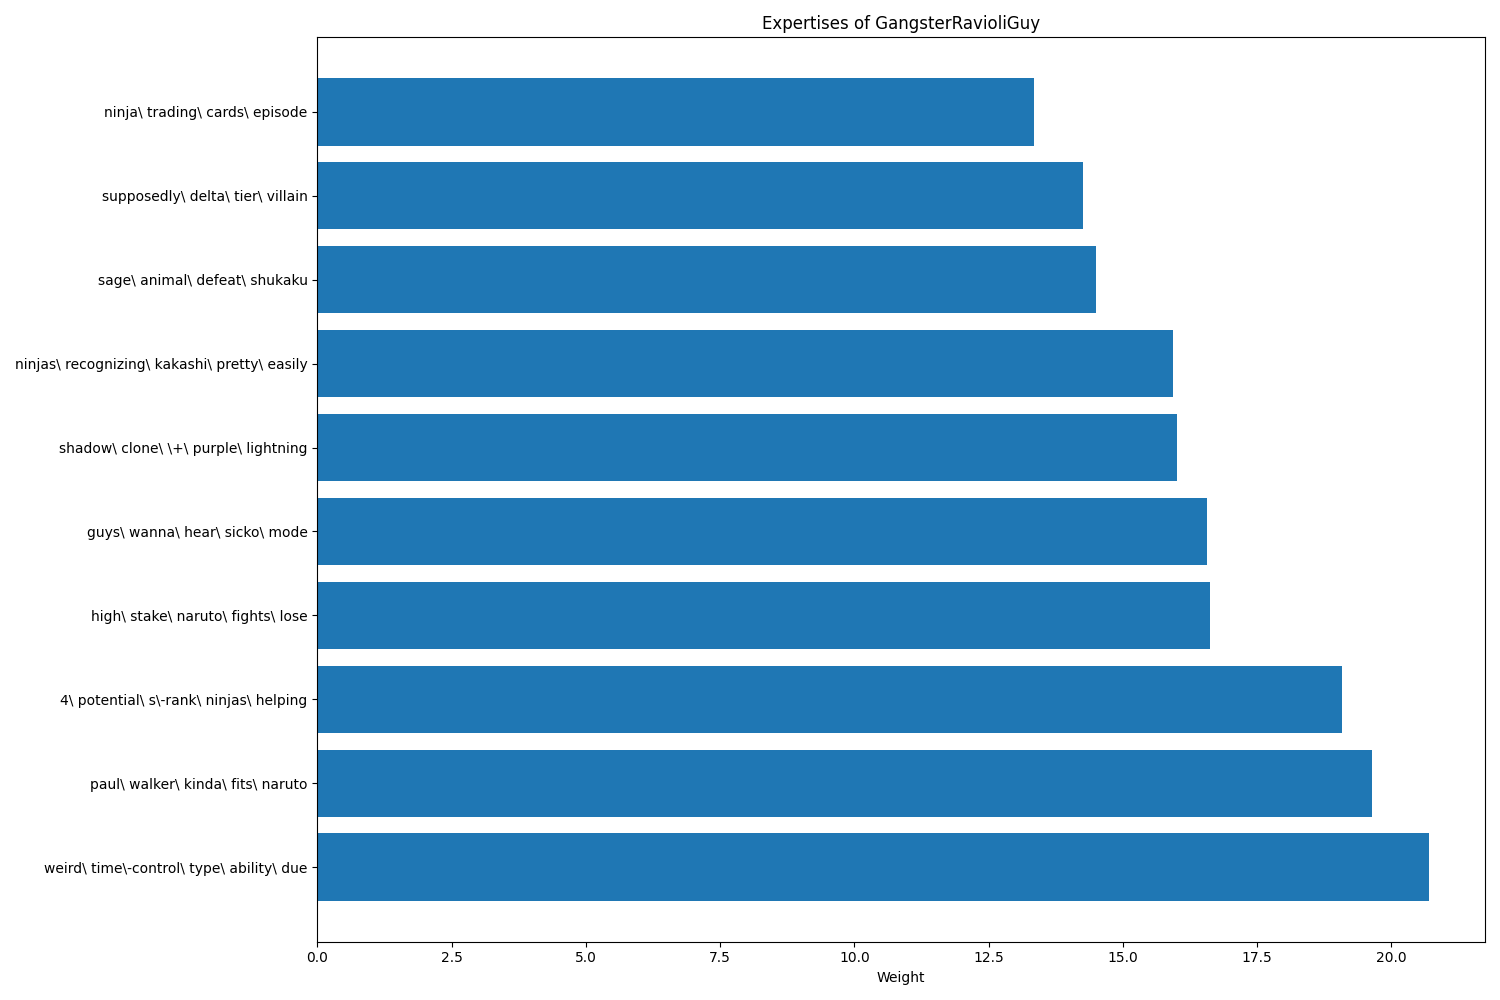 Expertises of GangsterRavioliGuy
ninja\ trading\ cards\ episode
supposedly\ delta\ tier\ villain
sage\ animal\ defeat\ shukaku
ninjas\ recognizing\ kakashi\ pretty\ easily
shadow\ clone\ \+\ purple\ lightning
guys\ wanna\ hear\ sicko\ mode
high\ stake\ naruto\ fights\ lose
4\ potential\ s\-rank\ ninjas\ helping
paul\ walker\ kinda\ fits\ naruto
weird\ time\-control\ type\ ability\ due
0.0 2.5 5.0 7.5 10.0 12.5 15.0 17.5 20.0
Weight